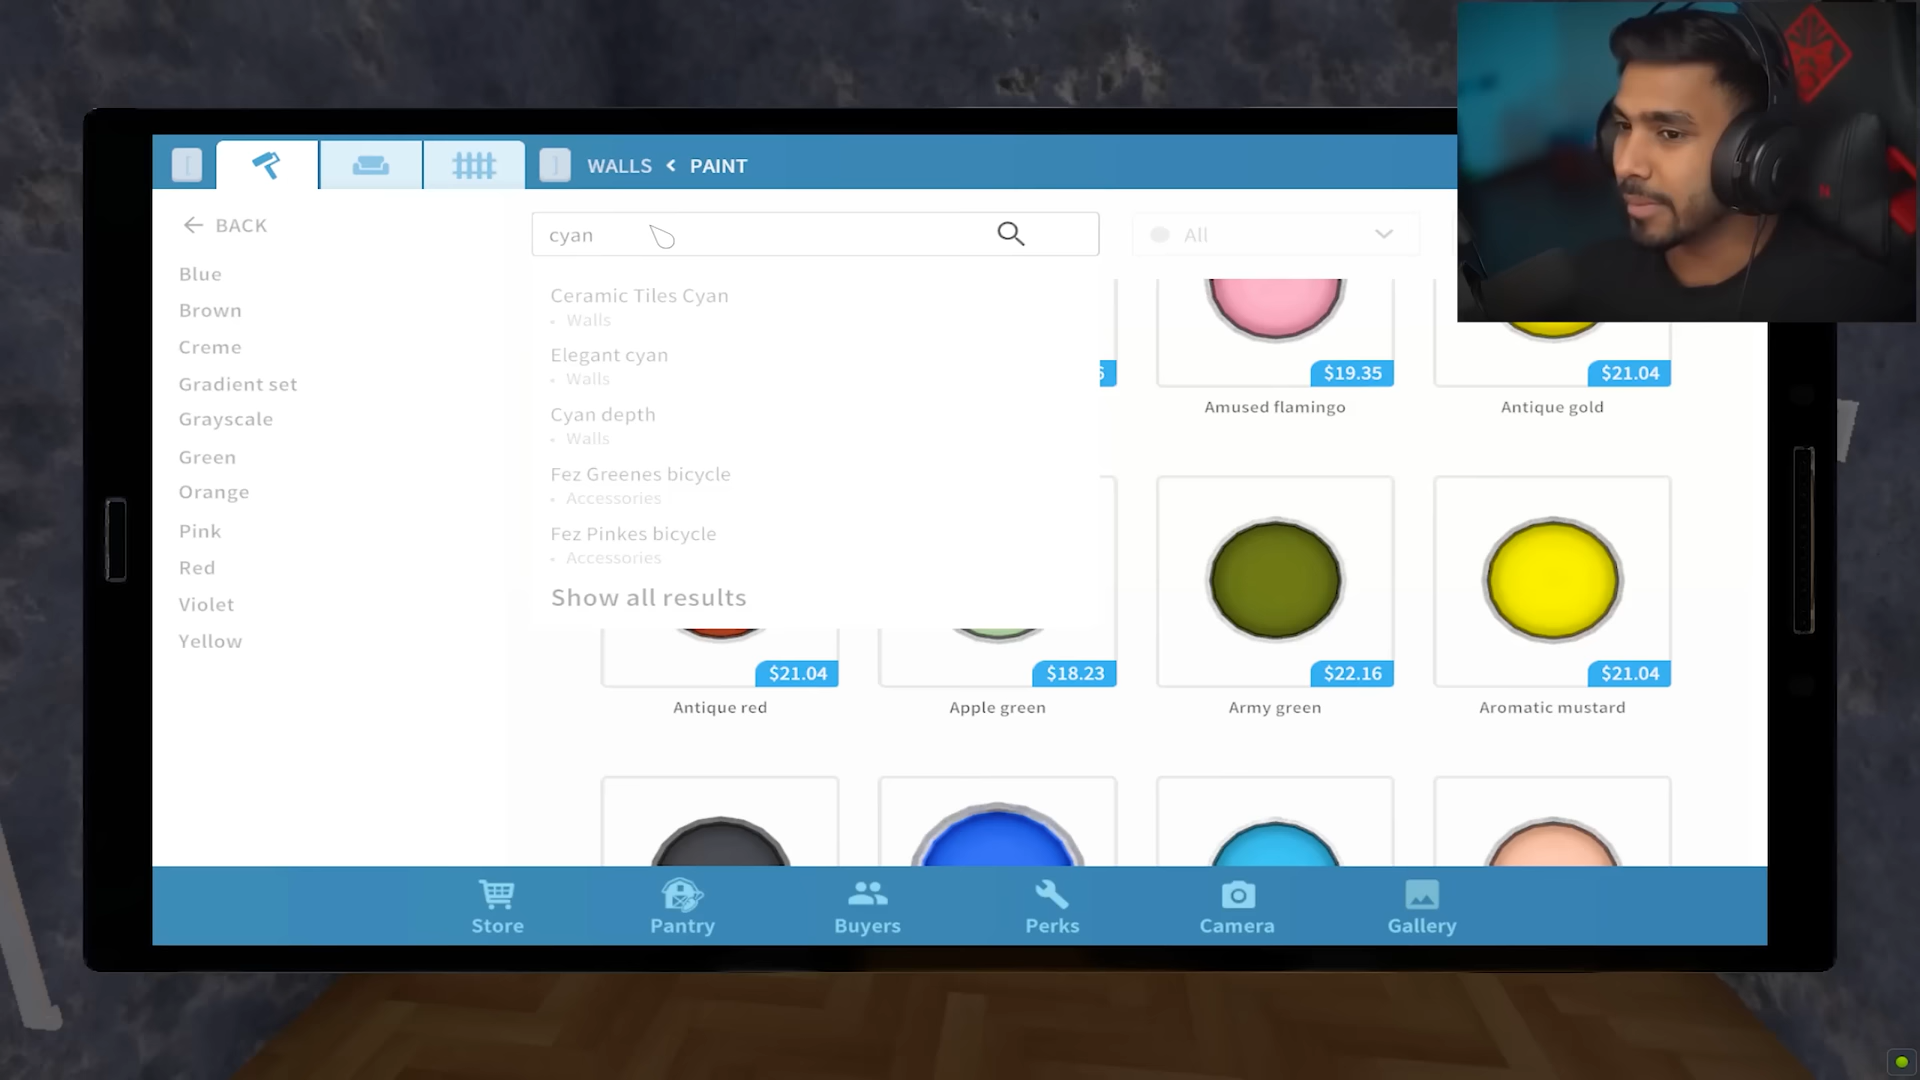 [
]
WALLS < PAINT
BACK
Blue
Brown
Creme
Gradient set
Grayscale
Green
Orange
Pink
Red
Violet
Yellow
cyan
All
Ceramic Tiles Cyan
• Walls
Elegant cyan
• Walls
Cyan depth
• Walls
Fez Greenes bicycle
• Accessories
Fez Pinkes bicycle
• Accessories
Show all results
$19.35
Amused flamingo
$21.04
Antique gold
$21.04
Antique red
$18.23
Apple green
$22.16
Army green
$21.04
Aromatic mustard
Store
Pantry
Buyers
Perks
Camera
Gallery